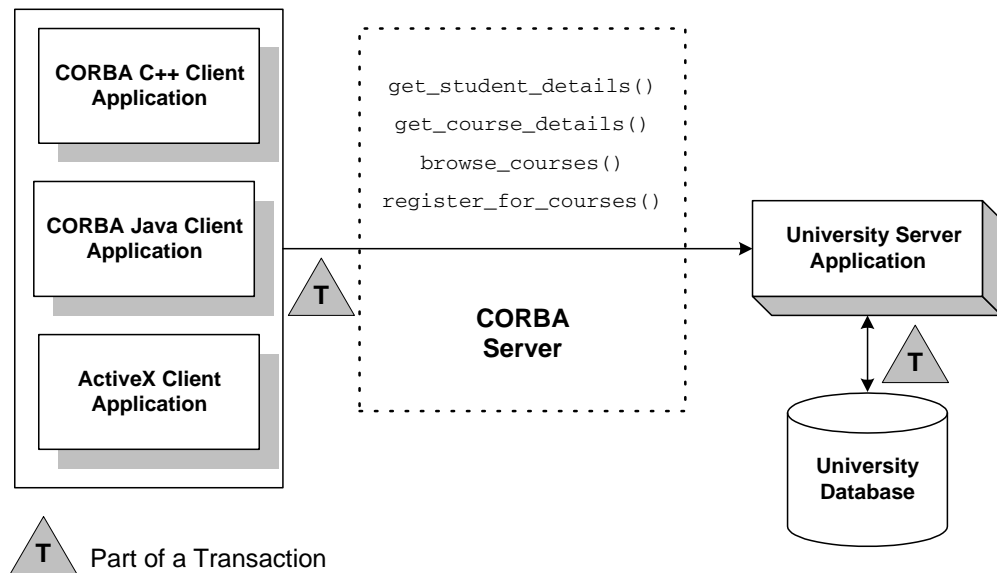 CORBA C++ Client
Application
CORBA Java Client
Application
ActiveX Client
Application
T
get_student_details()
get_course_details()
browse_courses()
register_for_courses()
CORBA
Server
University Server
Application
T
University
Database
T
Part of a Transaction